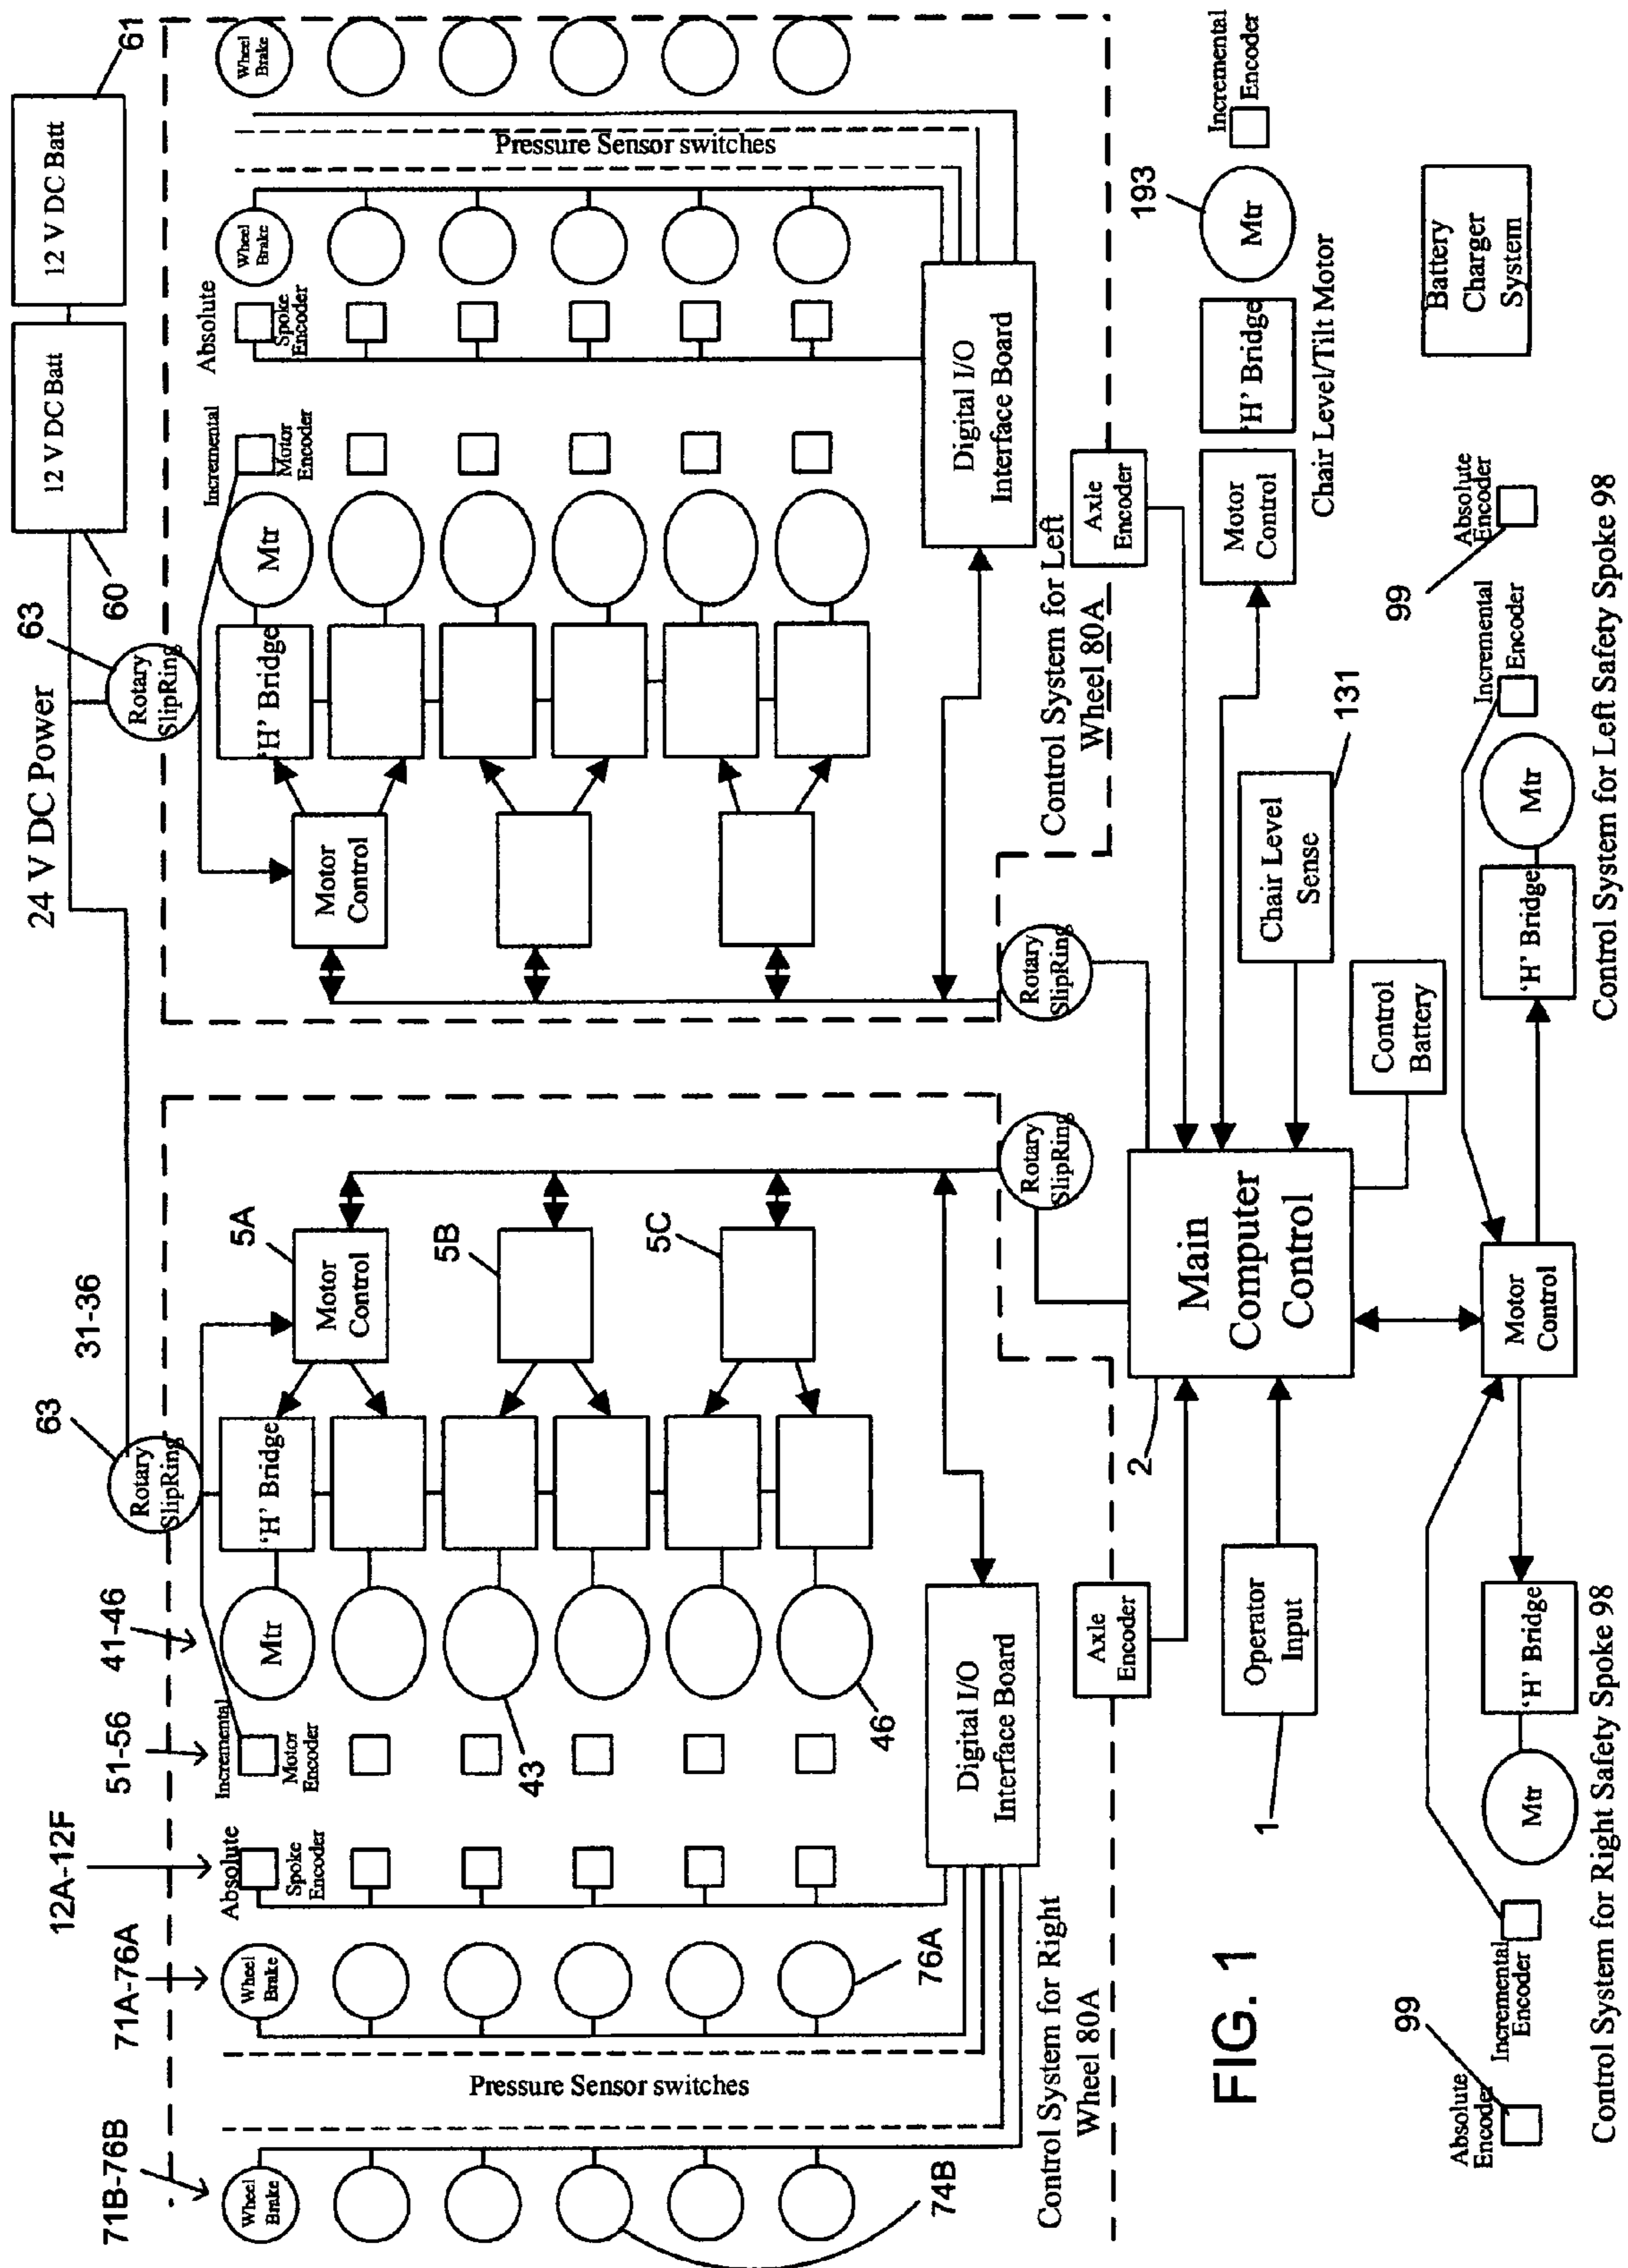 71B-76B
71A-76A
12A-12F
51-56
41-46
63
31-36
24 V DC Power
63
60
12 V DC Batt
12 V DC Batt
61
Rotary
SlipRing
Rotary
SlipRing
Wheel
Brake
Pressure Sensor switches
Wheel
Brake
Absolute
Spoke
Encoder
Incremental
Motor
Encoder
Mtr
'H' Bridge
Motor
Control
5A
5B
5C
43
46
76A
74B
Digital I/O
Interface Board
Control System for Right
Wheel 80A
Rotary
SlipRing
Motor
Control
'H' Bridge
Mtr
Incremental
Motor
Encoder
Absolute
Spoke
Encoder
Wheel
Brake
Pressure Sensor switches
Wheel
Brake
Digital I/O
Interface Board
Control System for Left
Wheel 80A
Rotary
SlipRing
Axle
Encoder
Axle
Encoder
FIG. 1
1
Operator
Input
2
Main
Computer
Control
Chair Level
Sense
131
Control
Battery
Motor
Control
'H' Bridge
Mtr
193
Incremental
Encoder
Chair Level/Tilt Motor
Battery
Charger
System
99
Absolute
Encoder
Incremental
Encoder
Mtr
'H' Bridge
Motor
Control
'H' Bridge
Mtr
Incremental
Encoder
99
Absolute
Encoder
Control System for Right Safety Spoke 98
Control System for Left Safety Spoke 98